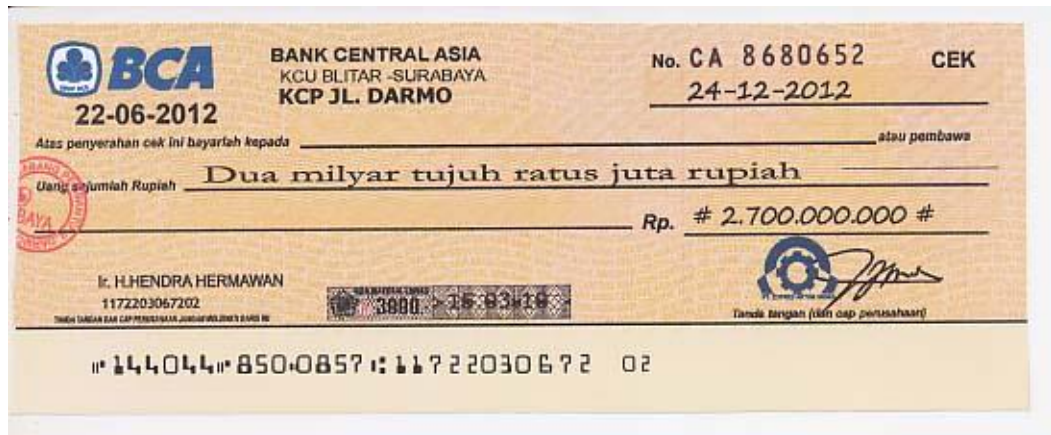 BCA
BANK CENTRAL ASIA
KCU BLITAR -SURABAYA
KCP JL. DARMO
No. CA 8680652 CEK
24-12-2012
22-06-2012
Atas penyerahan cek ini bayarlah kepada atau pembawa
Uang sejumlah Rupiah Dua milyar tujuh ratus juta rupiah
Rp. # 2.700.000.000 #
Ir. H.HENDRA HERMAWAN
1172203067202
3000.
Tanda tangan (dan cap perusahaan)
144044 850 0857 11722030672 02